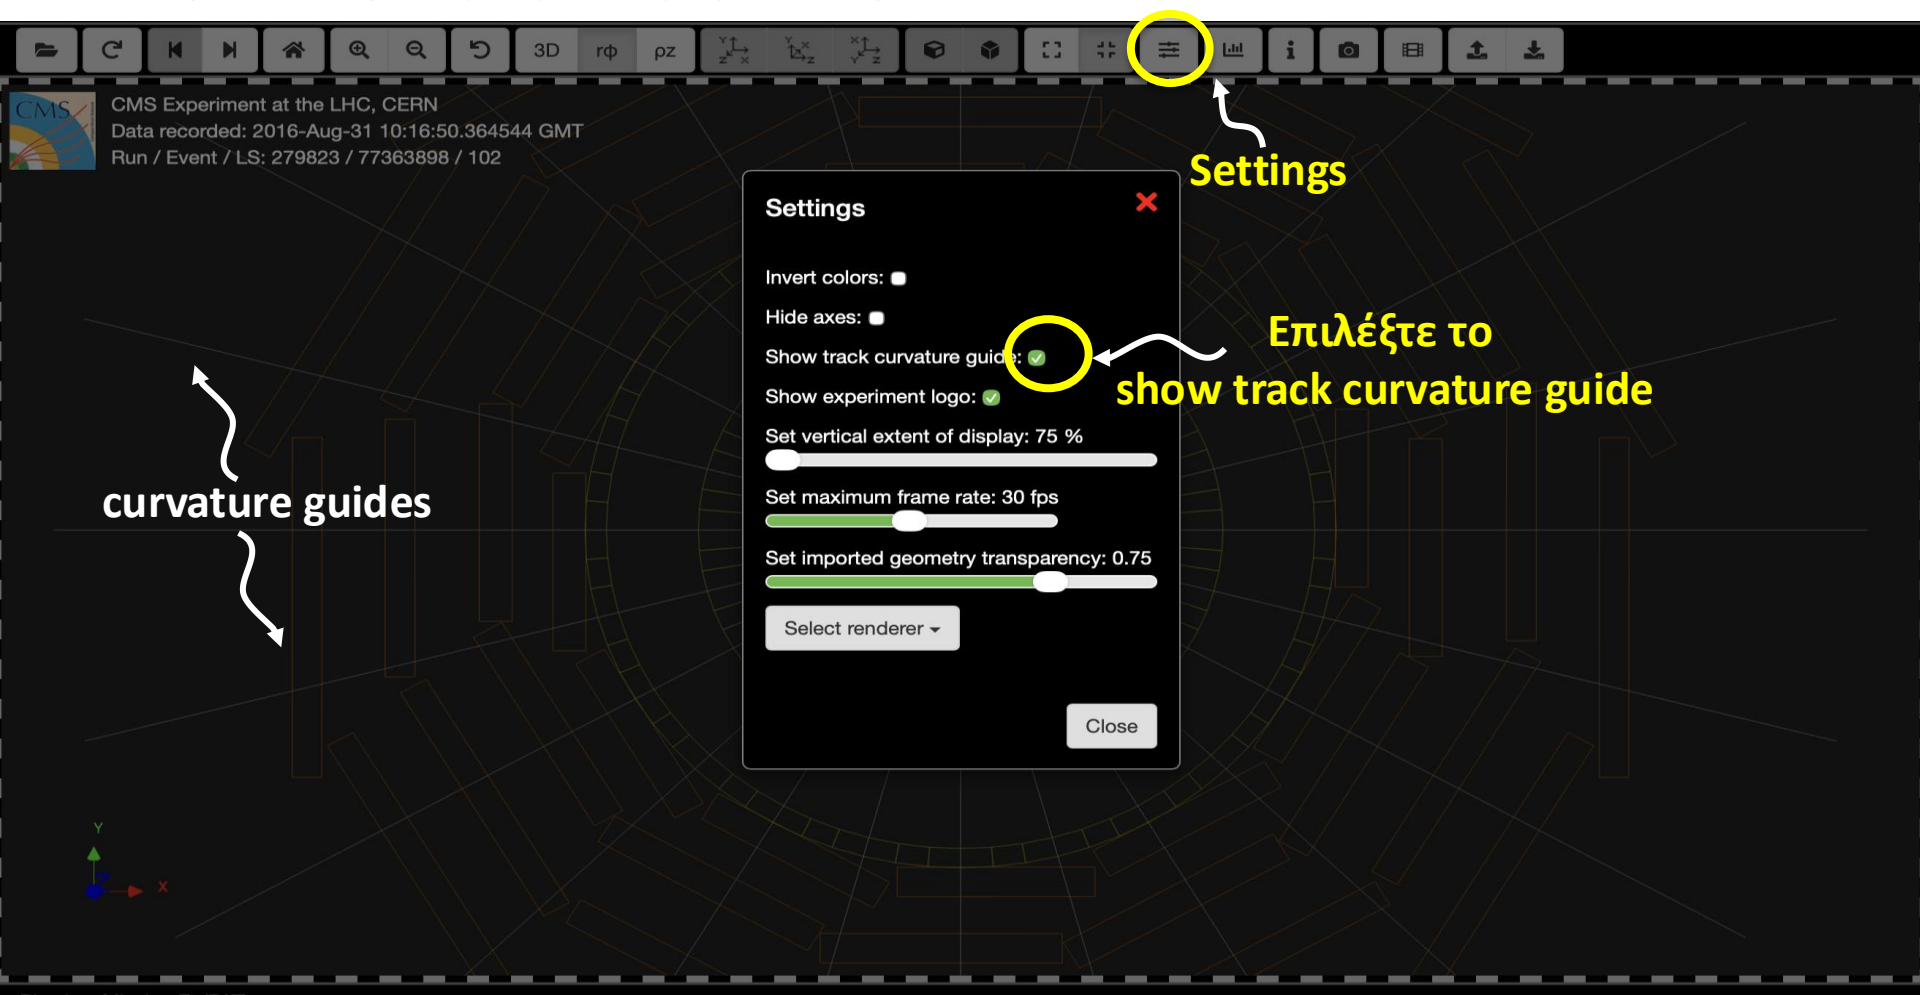 3D rφ ρz
CMS
CMS Experiment at the LHC, CERN
Data recorded: 2016-Aug-31 10:16:50.364544 GMT
Run / Event / LS: 279823 / 77363898 / 102
Settings
Settings
Invert colors:
Hide axes:
Show track curvature guide:
Επιλέξτε το
show track curvature guide
Show experiment logo:
Set vertical extent of display: 75 %
curvature guides
Set maximum frame rate: 30 fps
Set imported geometry transparency: 0.75
Select renderer
Close
Y
X